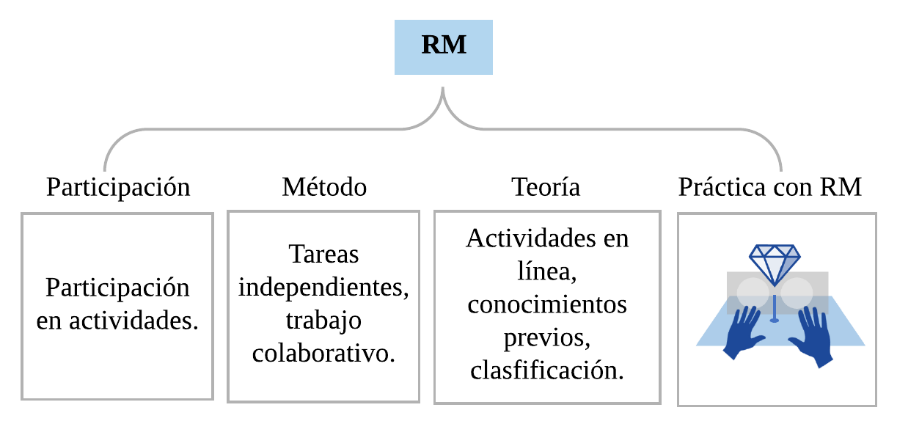 RM
Participación
Método
Teoría
Práctica con RM
Participación
en actividades.
Tareas
independientes,
trabajo
colaborativo.
Actividades en
línea,
conocimientos
previos,
clasfificación.